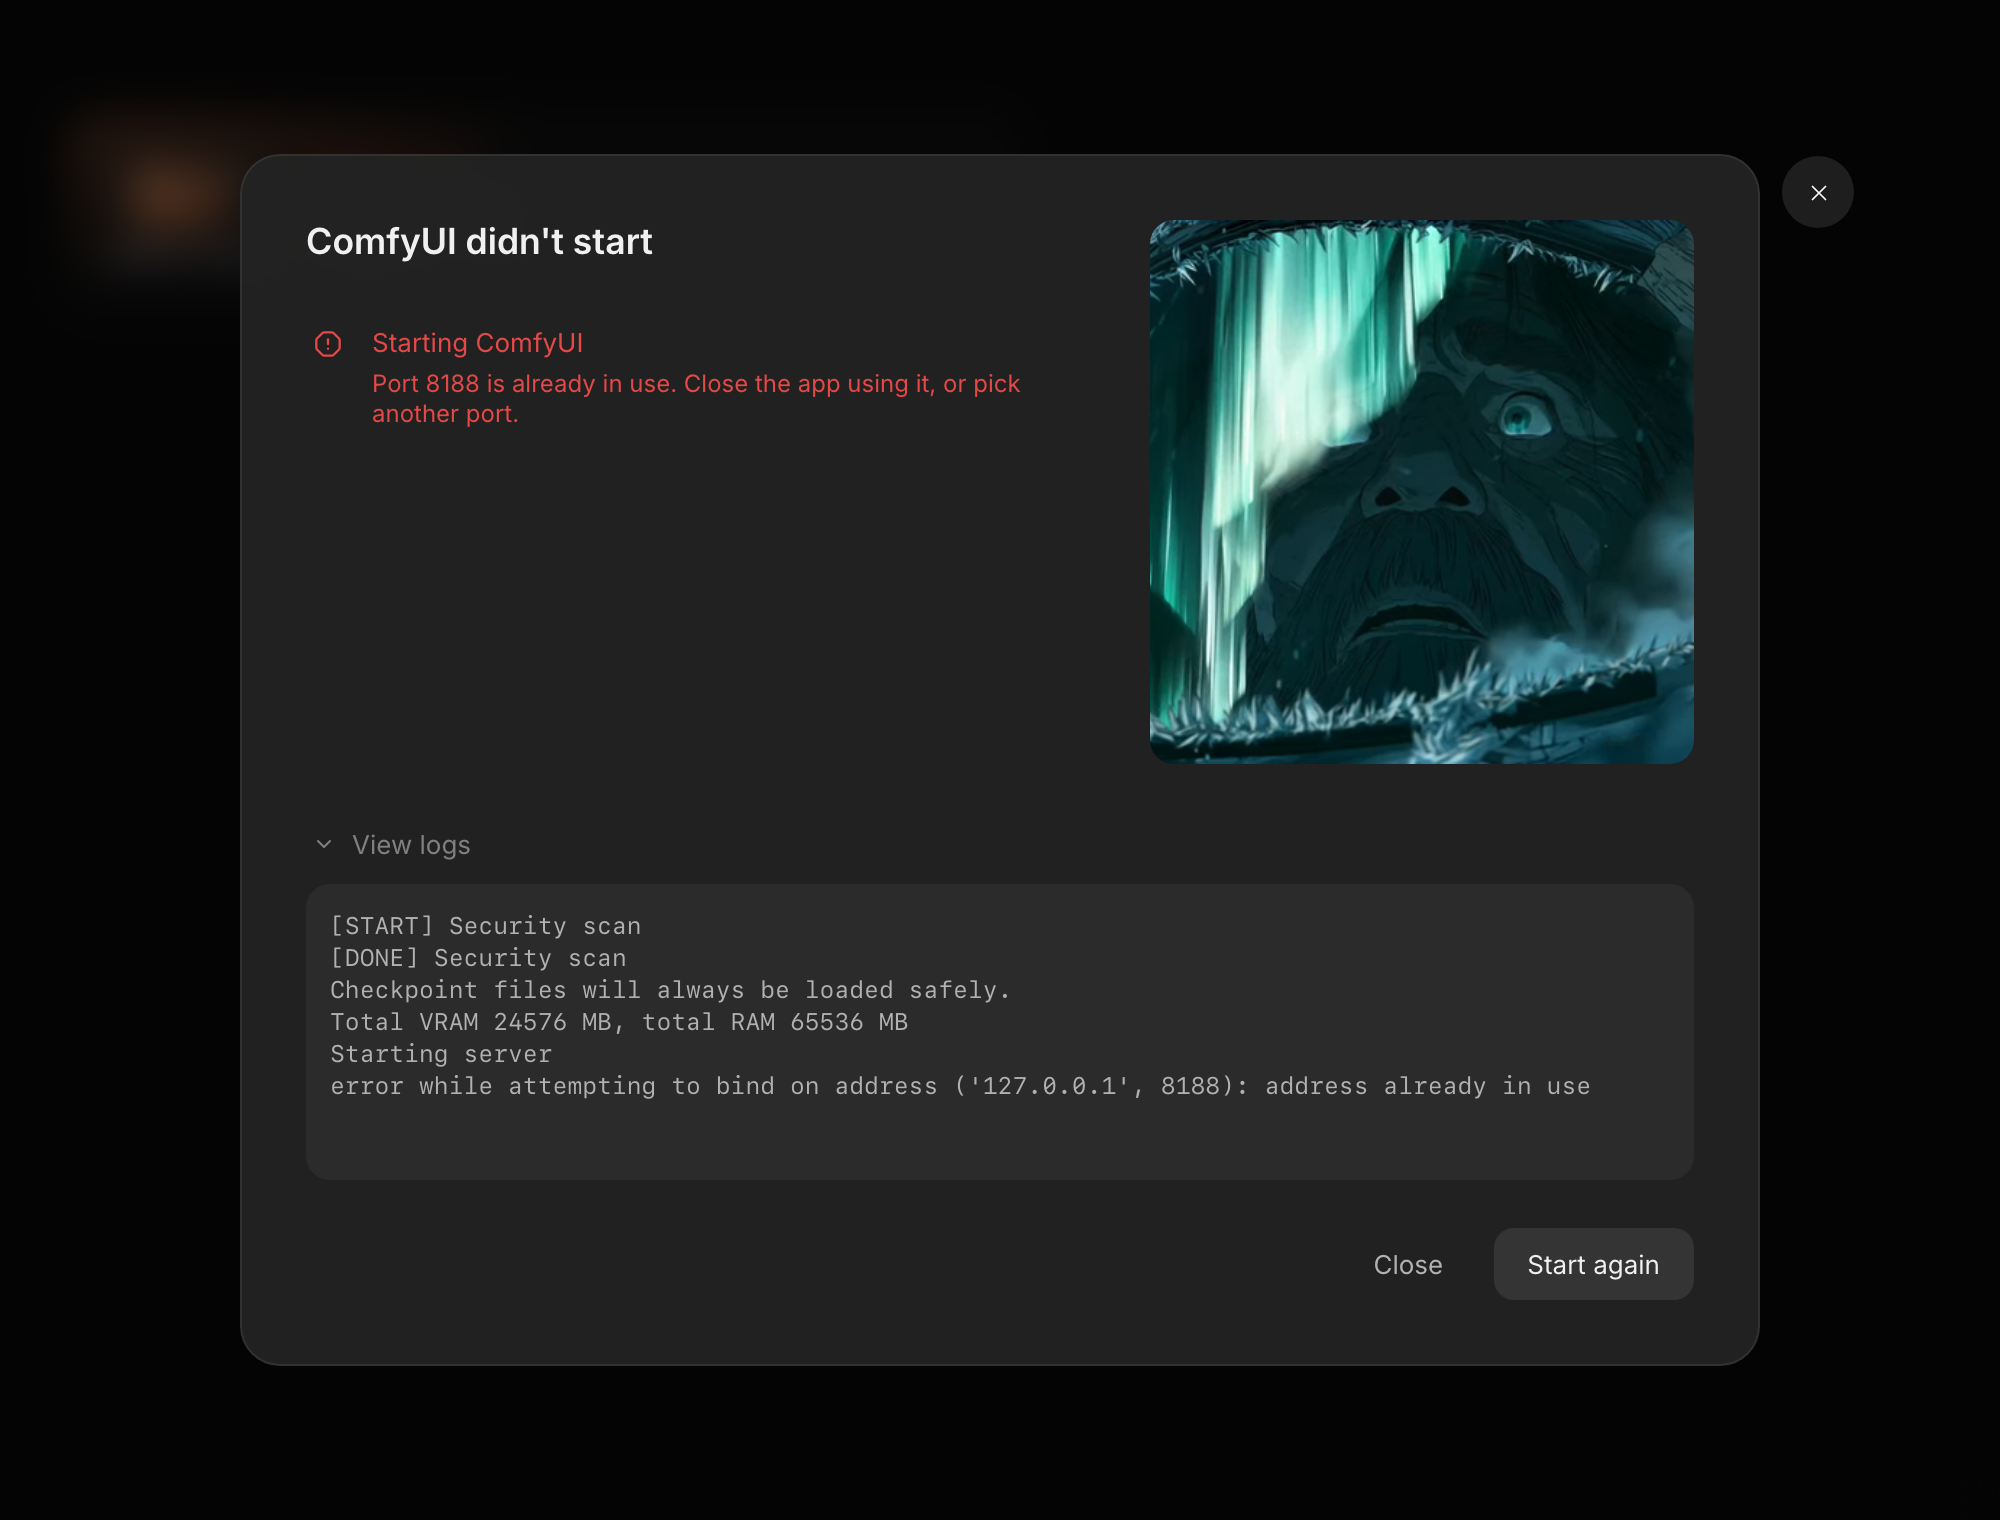 ComfyUI didn't start
Starting ComfyUI
Port 8188 is already in use. Close the app using it, or pick
another port.
View logs
[START] Security scan
[DONE] Security scan
Checkpoint files will always be loaded safely.
Total VRAM 24576 MB, total RAM 65536 MB
Starting server
error while attempting to bind on address ('127.0.0.1', 8188): address already in use
Close
Start again